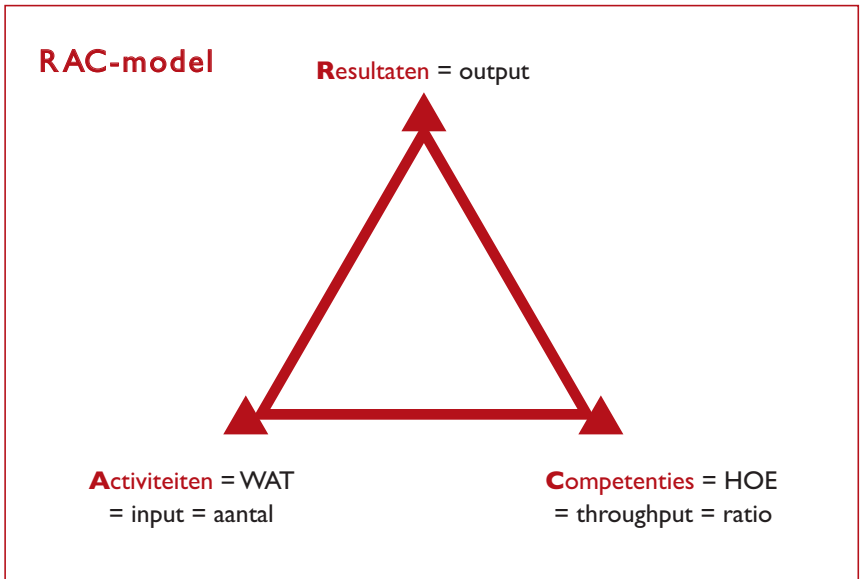 RAC-model
Resultaten = output
Activiteiten = WAT
= input = aantal
Competenties = HOE
= throughput = ratio